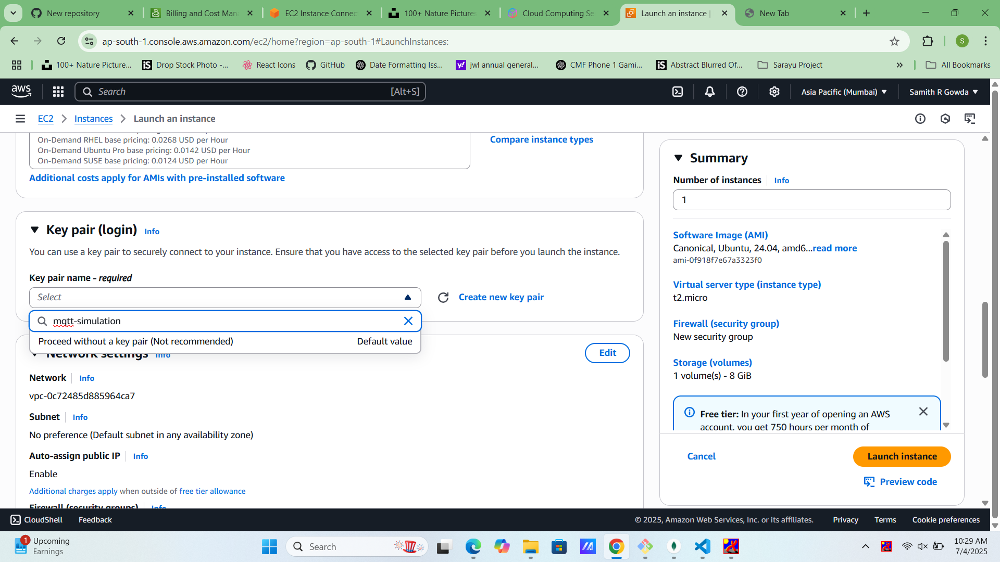 New repository
Billing and Cost Man
EC2 Instance Connec
100+ Nature Pictures
Cloud Computing Se
Launch an instance |
New Tab
ap-south-1.console.aws.amazon.com/ec2/home?region=ap-south-1#LaunchInstances:
S
100+ Nature Picture...
Drop Stock Photo -...
React Icons
GitHub
Date Formatting Iss...
jwl annual general...
CMF Phone 1 Gami...
Abstract Blurred Of...
Sarayu Project
All Bookmarks
aws
Search
[Alt+S]
Asia Pacific (Mumbai)
Samith R Gowda
EC2
Instances
Launch an instance
On-Demand RHEL base pricing: 0.0268 USD per Hour
On-Demand Ubuntu Pro base pricing: 0.0142 USD per Hour
On-Demand SUSE base pricing: 0.0124 USD per Hour
Compare instance types
Additional costs apply for AMIs with pre-installed software
Key pair (login)
Info
You can use a key pair to securely connect to your instance. Ensure that you have access to the selected key pair before you launch the instance.
Key pair name - required
Select
Create new key pair
mqtt-simulation
Proceed without a key pair (Not recommended)
Default value
Network settings
Info
Edit
Network
Info
vpc-0c72485d885964ca7
Subnet
Info
No preference (Default subnet in any availability zone)
Auto-assign public IP
Info
Enable
Additional charges apply when outside of free tier allowance
Firewall (security groups)
Info
Summary
Number of instances
Info
1
Software Image (AMI)
Canonical, Ubuntu, 24.04, amd6...read more
ami-0f918f7e67a3323f0
Virtual server type (instance type)
t2.micro
Firewall (security group)
New security group
Storage (volumes)
1 volume(s) - 8 GiB
Free tier: In your first year of opening an AWS
account, you get 750 hours per month of
Cancel
Launch instance
Preview code
CloudShell
Feedback
© 2025, Amazon Web Services, Inc. or its affiliates.
Privacy
Terms
Cookie preferences
1
Upcoming
Earnings
Search
10:29 AM
7/4/2025